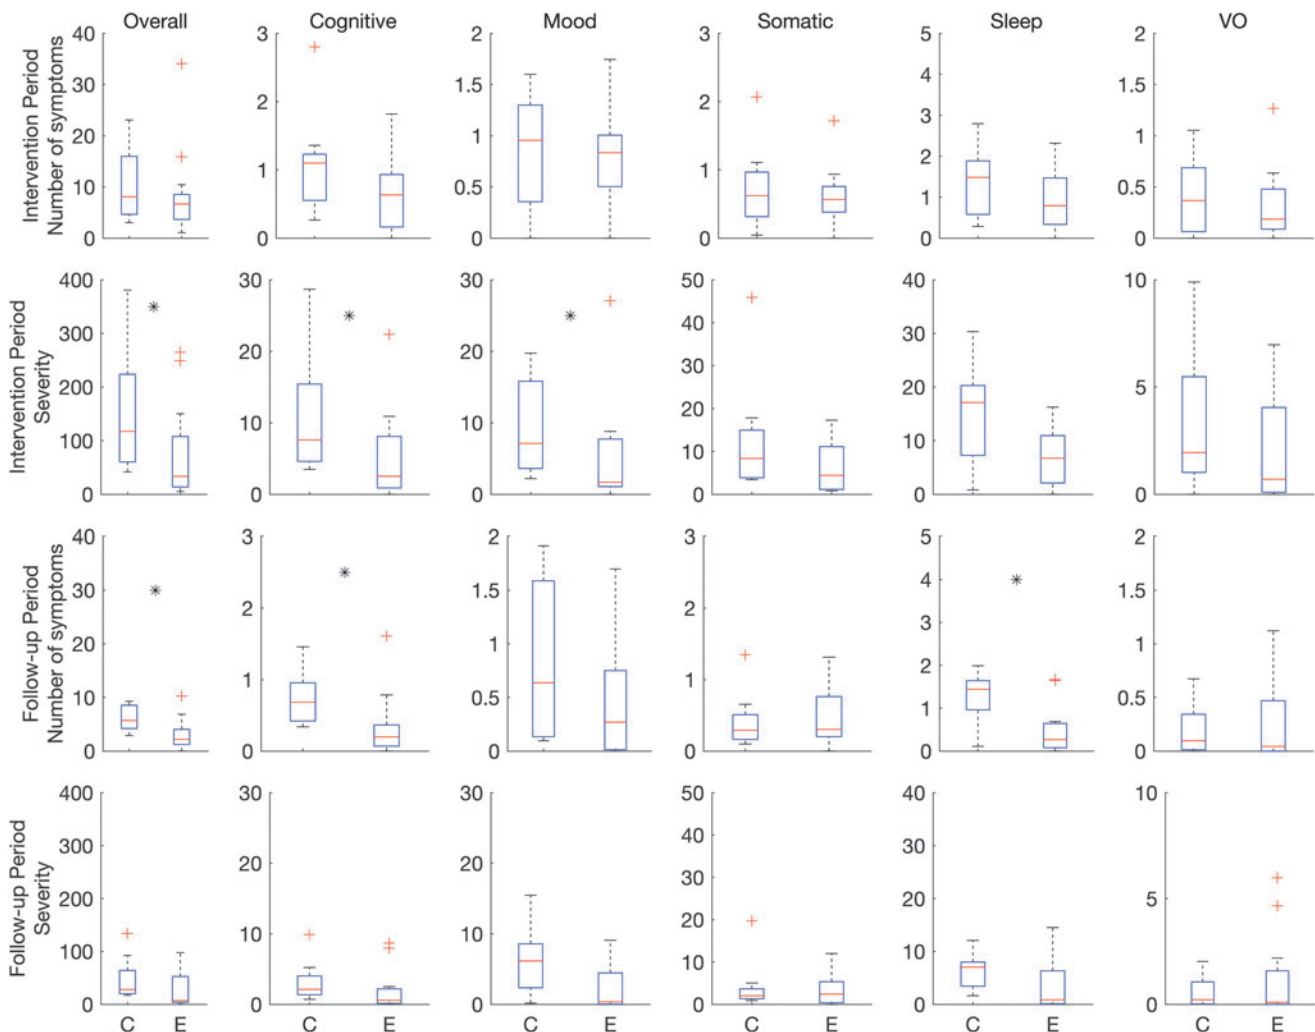 Overall Cognitive Mood Somatic Sleep VO
Intervention Period
Number of symptoms
40 30 20 10 0
3 2 1 0
2 1.5 1 0.5 0
3 2 1 0
5 4 3 2 1 0
2 1.5 1 0.5 0
Intervention Period
Severity
400 300 200 100 0
30 20 10 0
30 20 10 0
50 40 30 20 10 0
40 30 20 10 0
10 5 0
* * *
Follow-up Period
Number of symptoms
40 30 20 10 0
3 2 1 0
2 1.5 1 0.5 0
3 2 1 0
5 4 3 2 1 0
2 1.5 1 0.5 0
* * *
Follow-up Period
Severity
400 300 200 100 0
30 20 10 0
30 20 10 0
50 40 30 20 10 0
40 30 20 10 0
10 5 0
C E C E C E C E C E C E